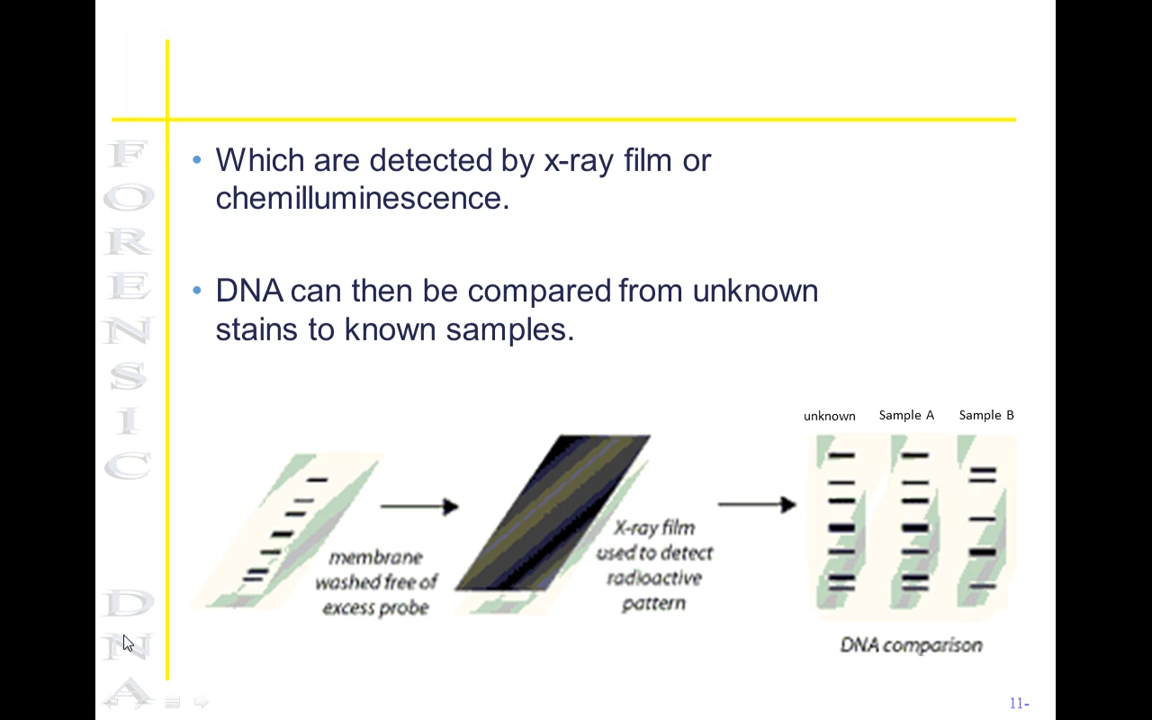 FORENSIC DNA
• Which are detected by x-ray film or
chemilluminescence.
• DNA can then be compared from unknown
stains to known samples.
unknown Sample A Sample B
membrane
washed free of
excess probe
X-ray film
used to detect
radioactive
pattern
DNA comparison
11-